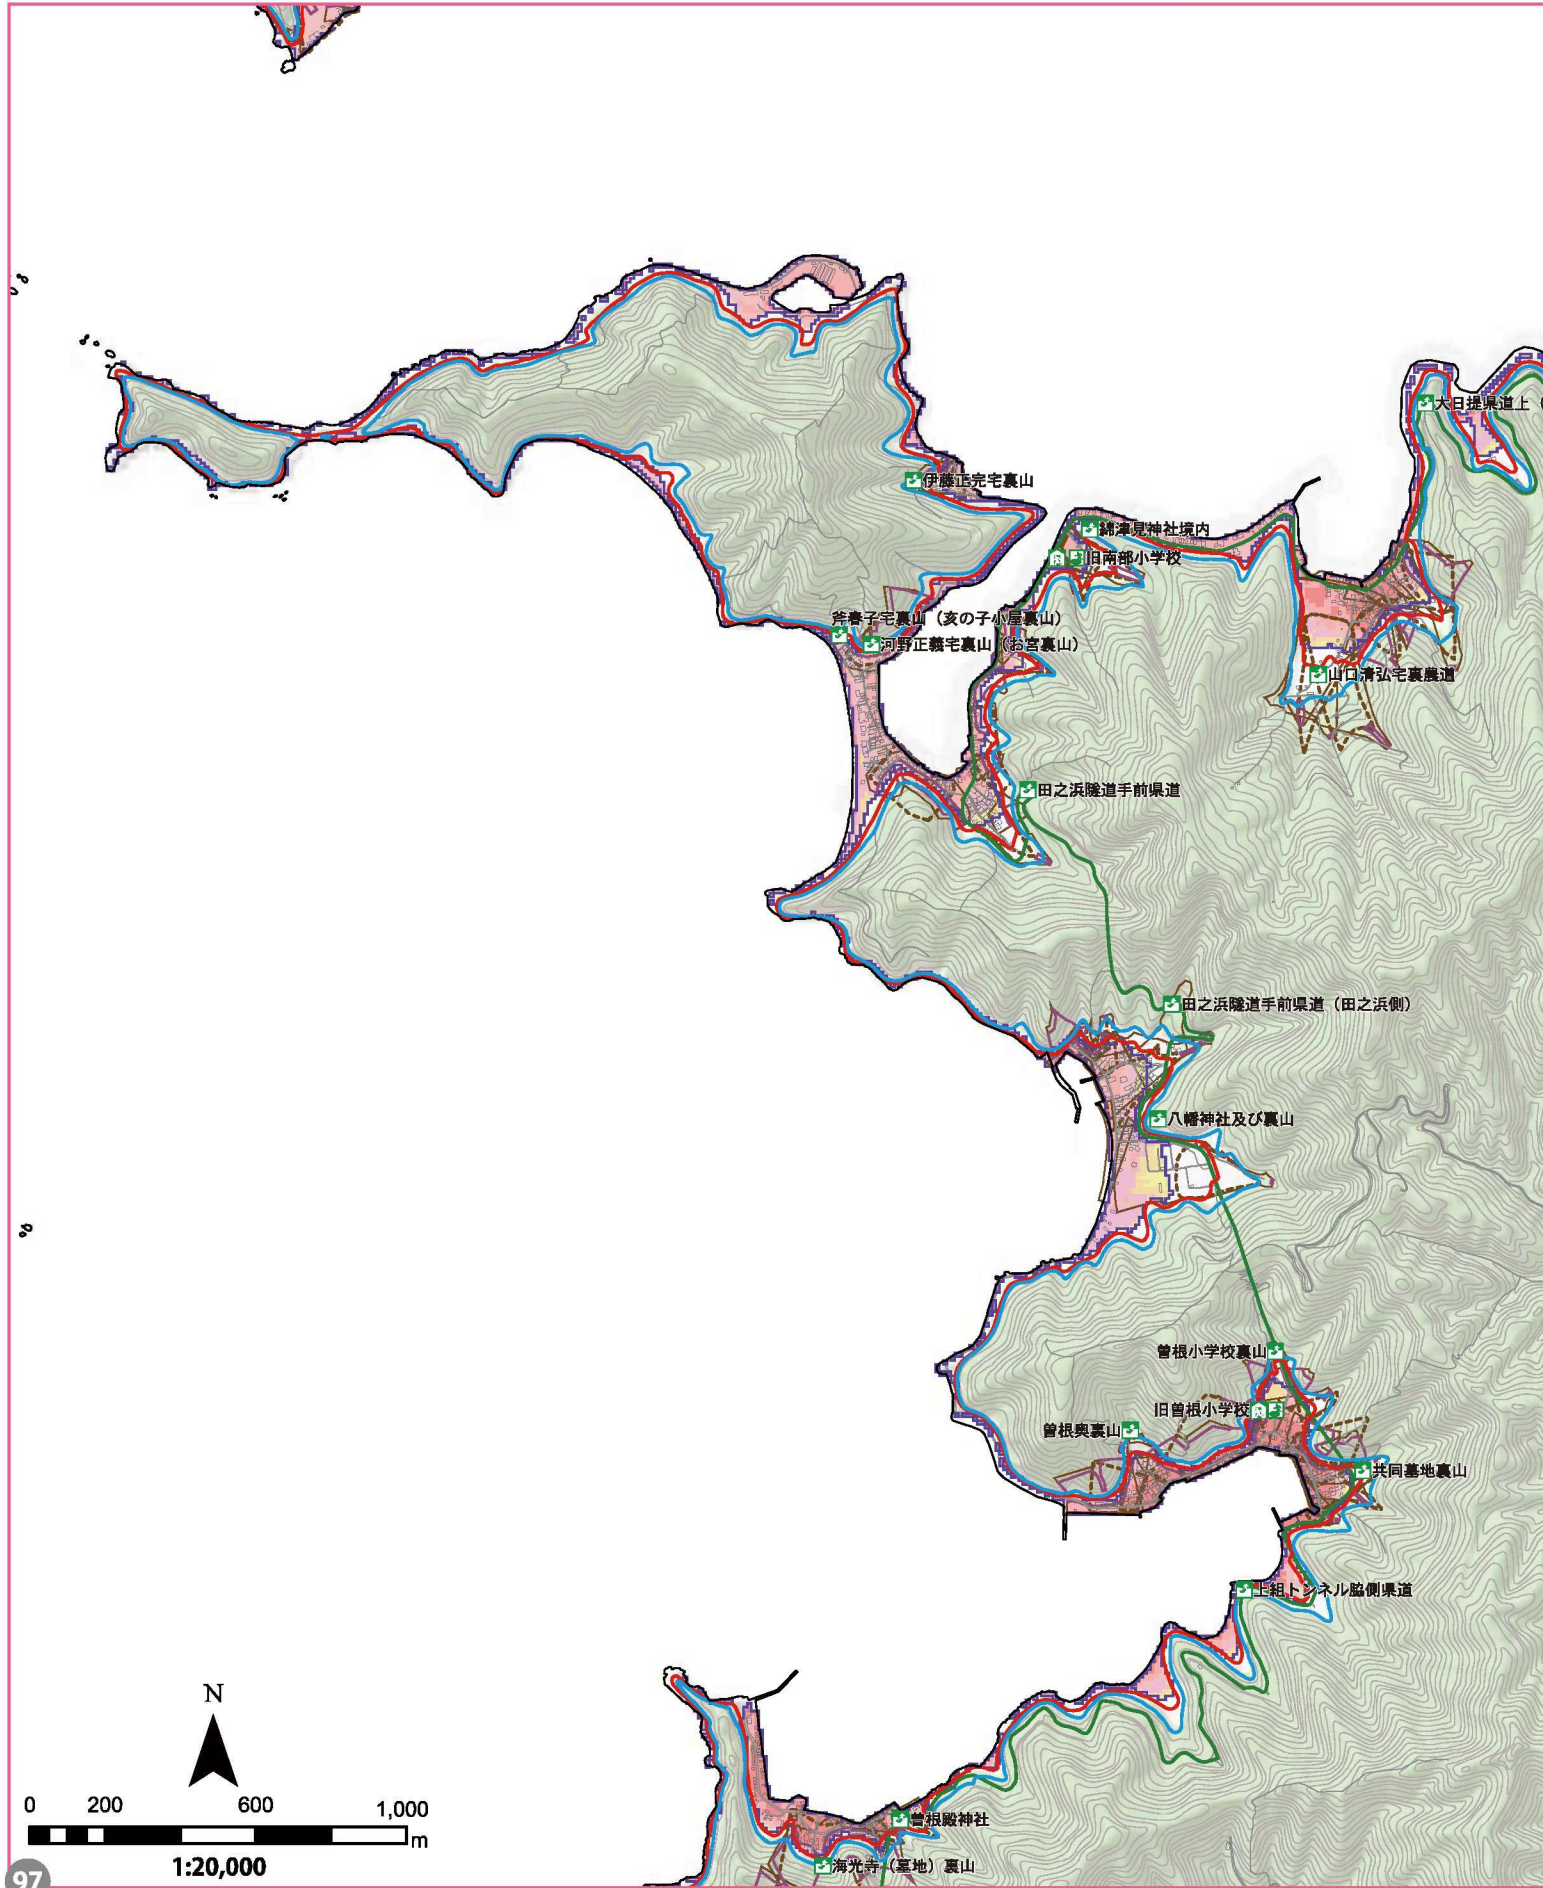 大日提県道上（
伊藤正完宅裏山
綿津見神社境内
旧南部小学校
斧春子宅裏山（亥の子小屋裏山）
河野正義宅裏山（お宮裏山）
山口清弘宅裏農道
田之浜隧道手前県道
田之浜隧道手前県道（田之浜側）
八幡神社及び裏山
曽根小学校裏山
旧曽根小学校
曽根奥裏山
共同墓地裏山
上組トンネル脇側県道
N
0 200 600 1,000
m
1:20,000
曽根殿神社
海光寺（墓地）裏山
97